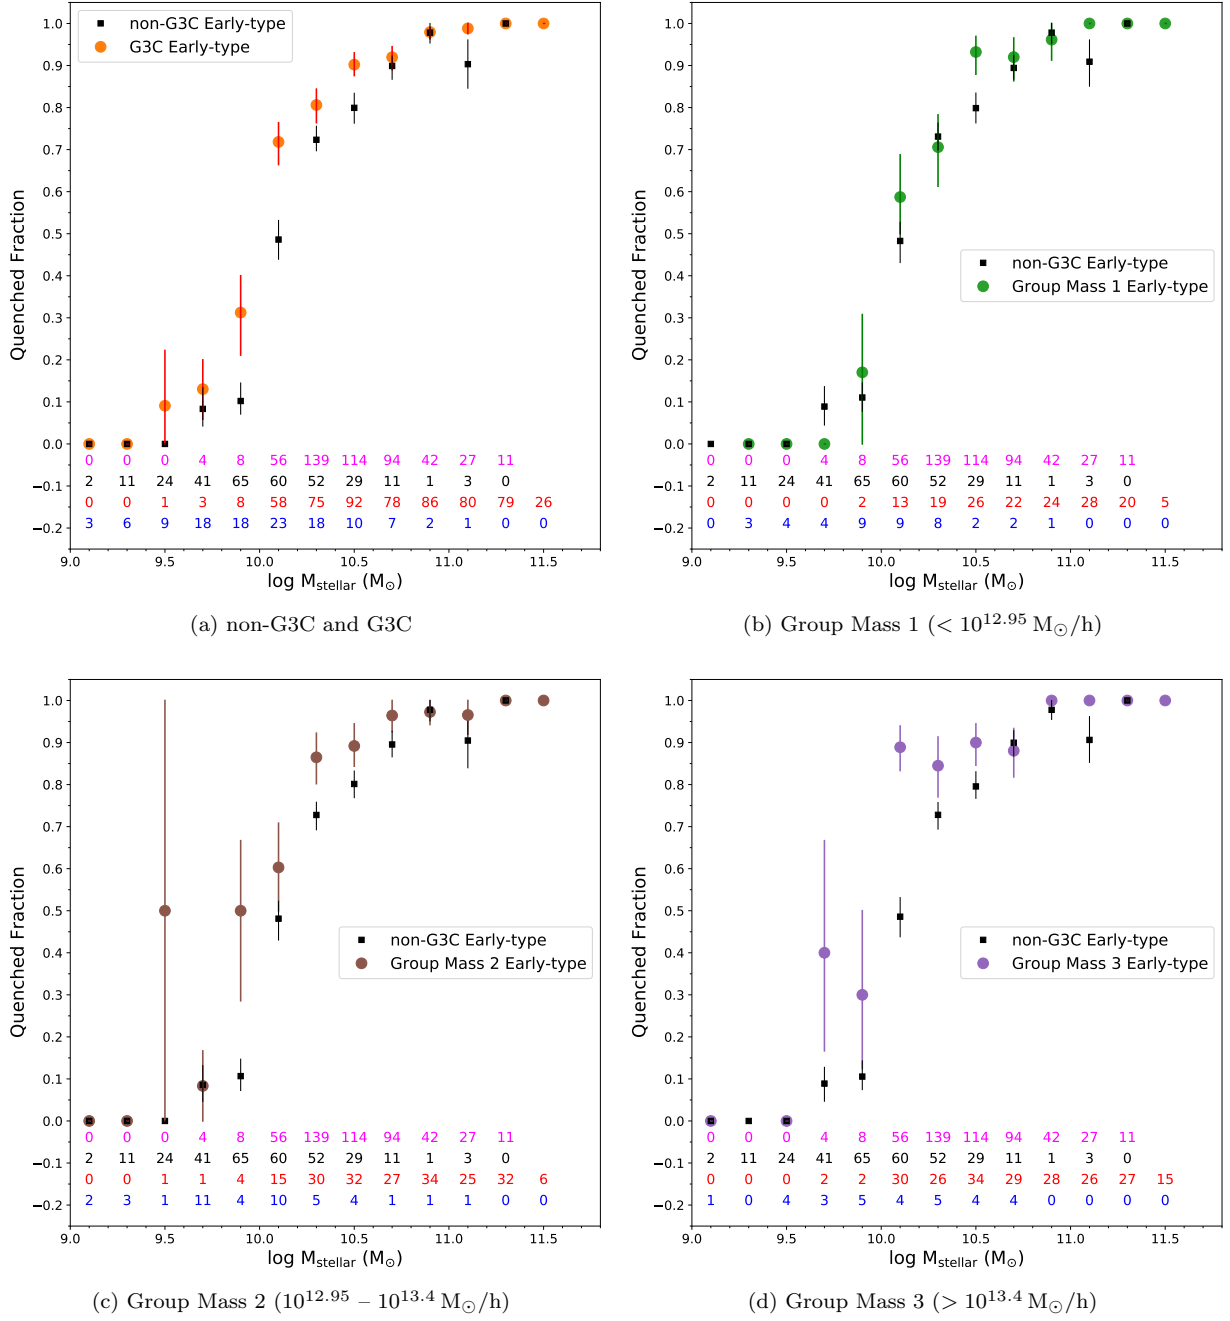 non-G3C Early-type
G3C Early-type
1.0
0.9
0.8
0.7
0.6
0.5
0.4
0.3
0.2
0.1
0.0
−0.1
−0.2
Quenched Fraction
0 0 0 4 8 56 139 114 94 42 27 11
2 11 24 41 65 60 52 29 11 1 3 0
0 0 1 3 8 58 75 92 78 86 80 79 26
3 6 9 18 18 23 18 10 7 2 1 0 0
9.0 9.5 10.0 10.5 11.0 11.5
log M_stellar (M_⊙)
(a) non-G3C and G3C
1.0
0.9
0.8
0.7
0.6
0.5
0.4
0.3
0.2
0.1
0.0
−0.1
−0.2
Quenched Fraction
non-G3C Early-type
Group Mass 1 Early-type
0 0 0 4 8 56 139 114 94 42 27 11
2 11 24 41 65 60 52 29 11 1 3 0
0 0 0 0 2 13 19 26 22 24 28 20 5
0 3 4 4 9 9 8 2 2 1 0 0 0
9.0 9.5 10.0 10.5 11.0 11.5
log M_stellar (M_⊙)
(b) Group Mass 1 (< 10^12.95 M_⊙/h)
1.0
0.9
0.8
0.7
0.6
0.5
0.4
0.3
0.2
0.1
0.0
−0.1
−0.2
Quenched Fraction
non-G3C Early-type
Group Mass 2 Early-type
0 0 0 4 8 56 139 114 94 42 27 11
2 11 24 41 65 60 52 29 11 1 3 0
0 0 1 1 4 15 30 32 27 34 25 32 6
2 3 1 11 4 10 5 4 1 1 1 0 0
9.0 9.5 10.0 10.5 11.0 11.5
log M_stellar (M_⊙)
(c) Group Mass 2 (10^12.95 – 10^13.4 M_⊙/h)
1.0
0.9
0.8
0.7
0.6
0.5
0.4
0.3
0.2
0.1
0.0
−0.1
−0.2
Quenched Fraction
non-G3C Early-type
Group Mass 3 Early-type
0 0 0 4 8 56 139 114 94 42 27 11
2 11 24 41 65 60 52 29 11 1 3 0
0 0 0 2 2 30 26 34 29 28 26 27 15
1 0 4 3 5 4 5 4 4 0 0 0 0
9.0 9.5 10.0 10.5 11.0 11.5
log M_stellar (M_⊙)
(d) Group Mass 3 (> 10^13.4 M_⊙/h)